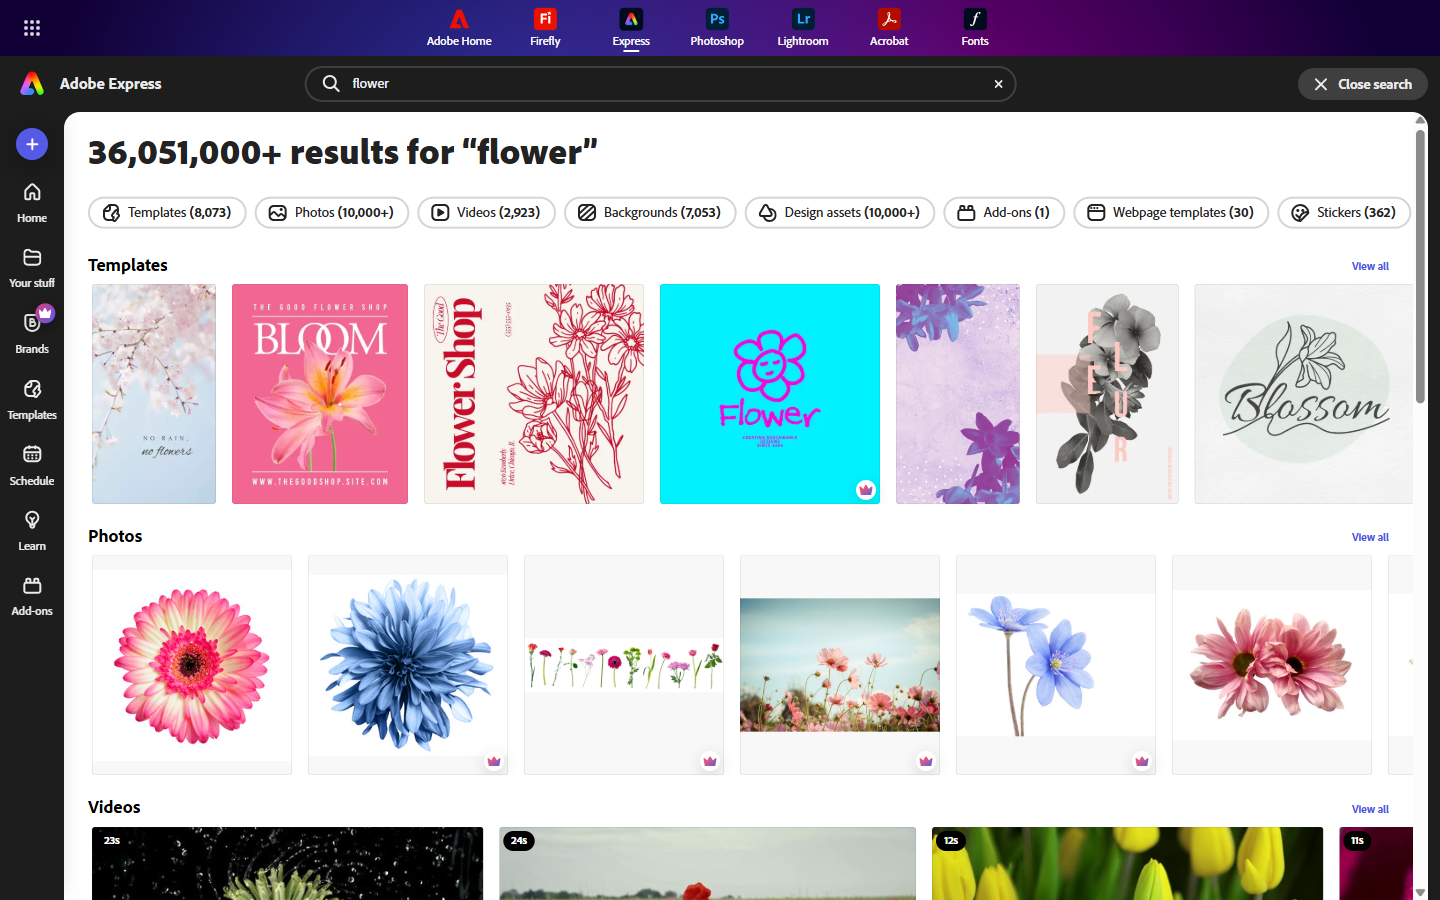 Adobe Home
Firefly
Express
Photoshop
Lightroom
Acrobat
Fonts
Adobe Express
flower
Close search
Home
Your stuff
Brands
Templates
Schedule
Learn
Add-ons
36,051,000+ results for “flower”
Templates (8,073)
Photos (10,000+)
Videos (2,923)
Backgrounds (7,053)
Design assets (10,000+)
Add-ons (1)
Webpage templates (30)
Stickers (362)
Templates
View all
NO RAIN,
no flowers
THE GOOD FLOWER SHOP
BLOOM
WWW.THEGOODSHOP.SITE.COM
The Good
Flower Shop
Flower
FLEUR
Blossom
Photos
View all
Videos
View all
23s
24s
12s
11s